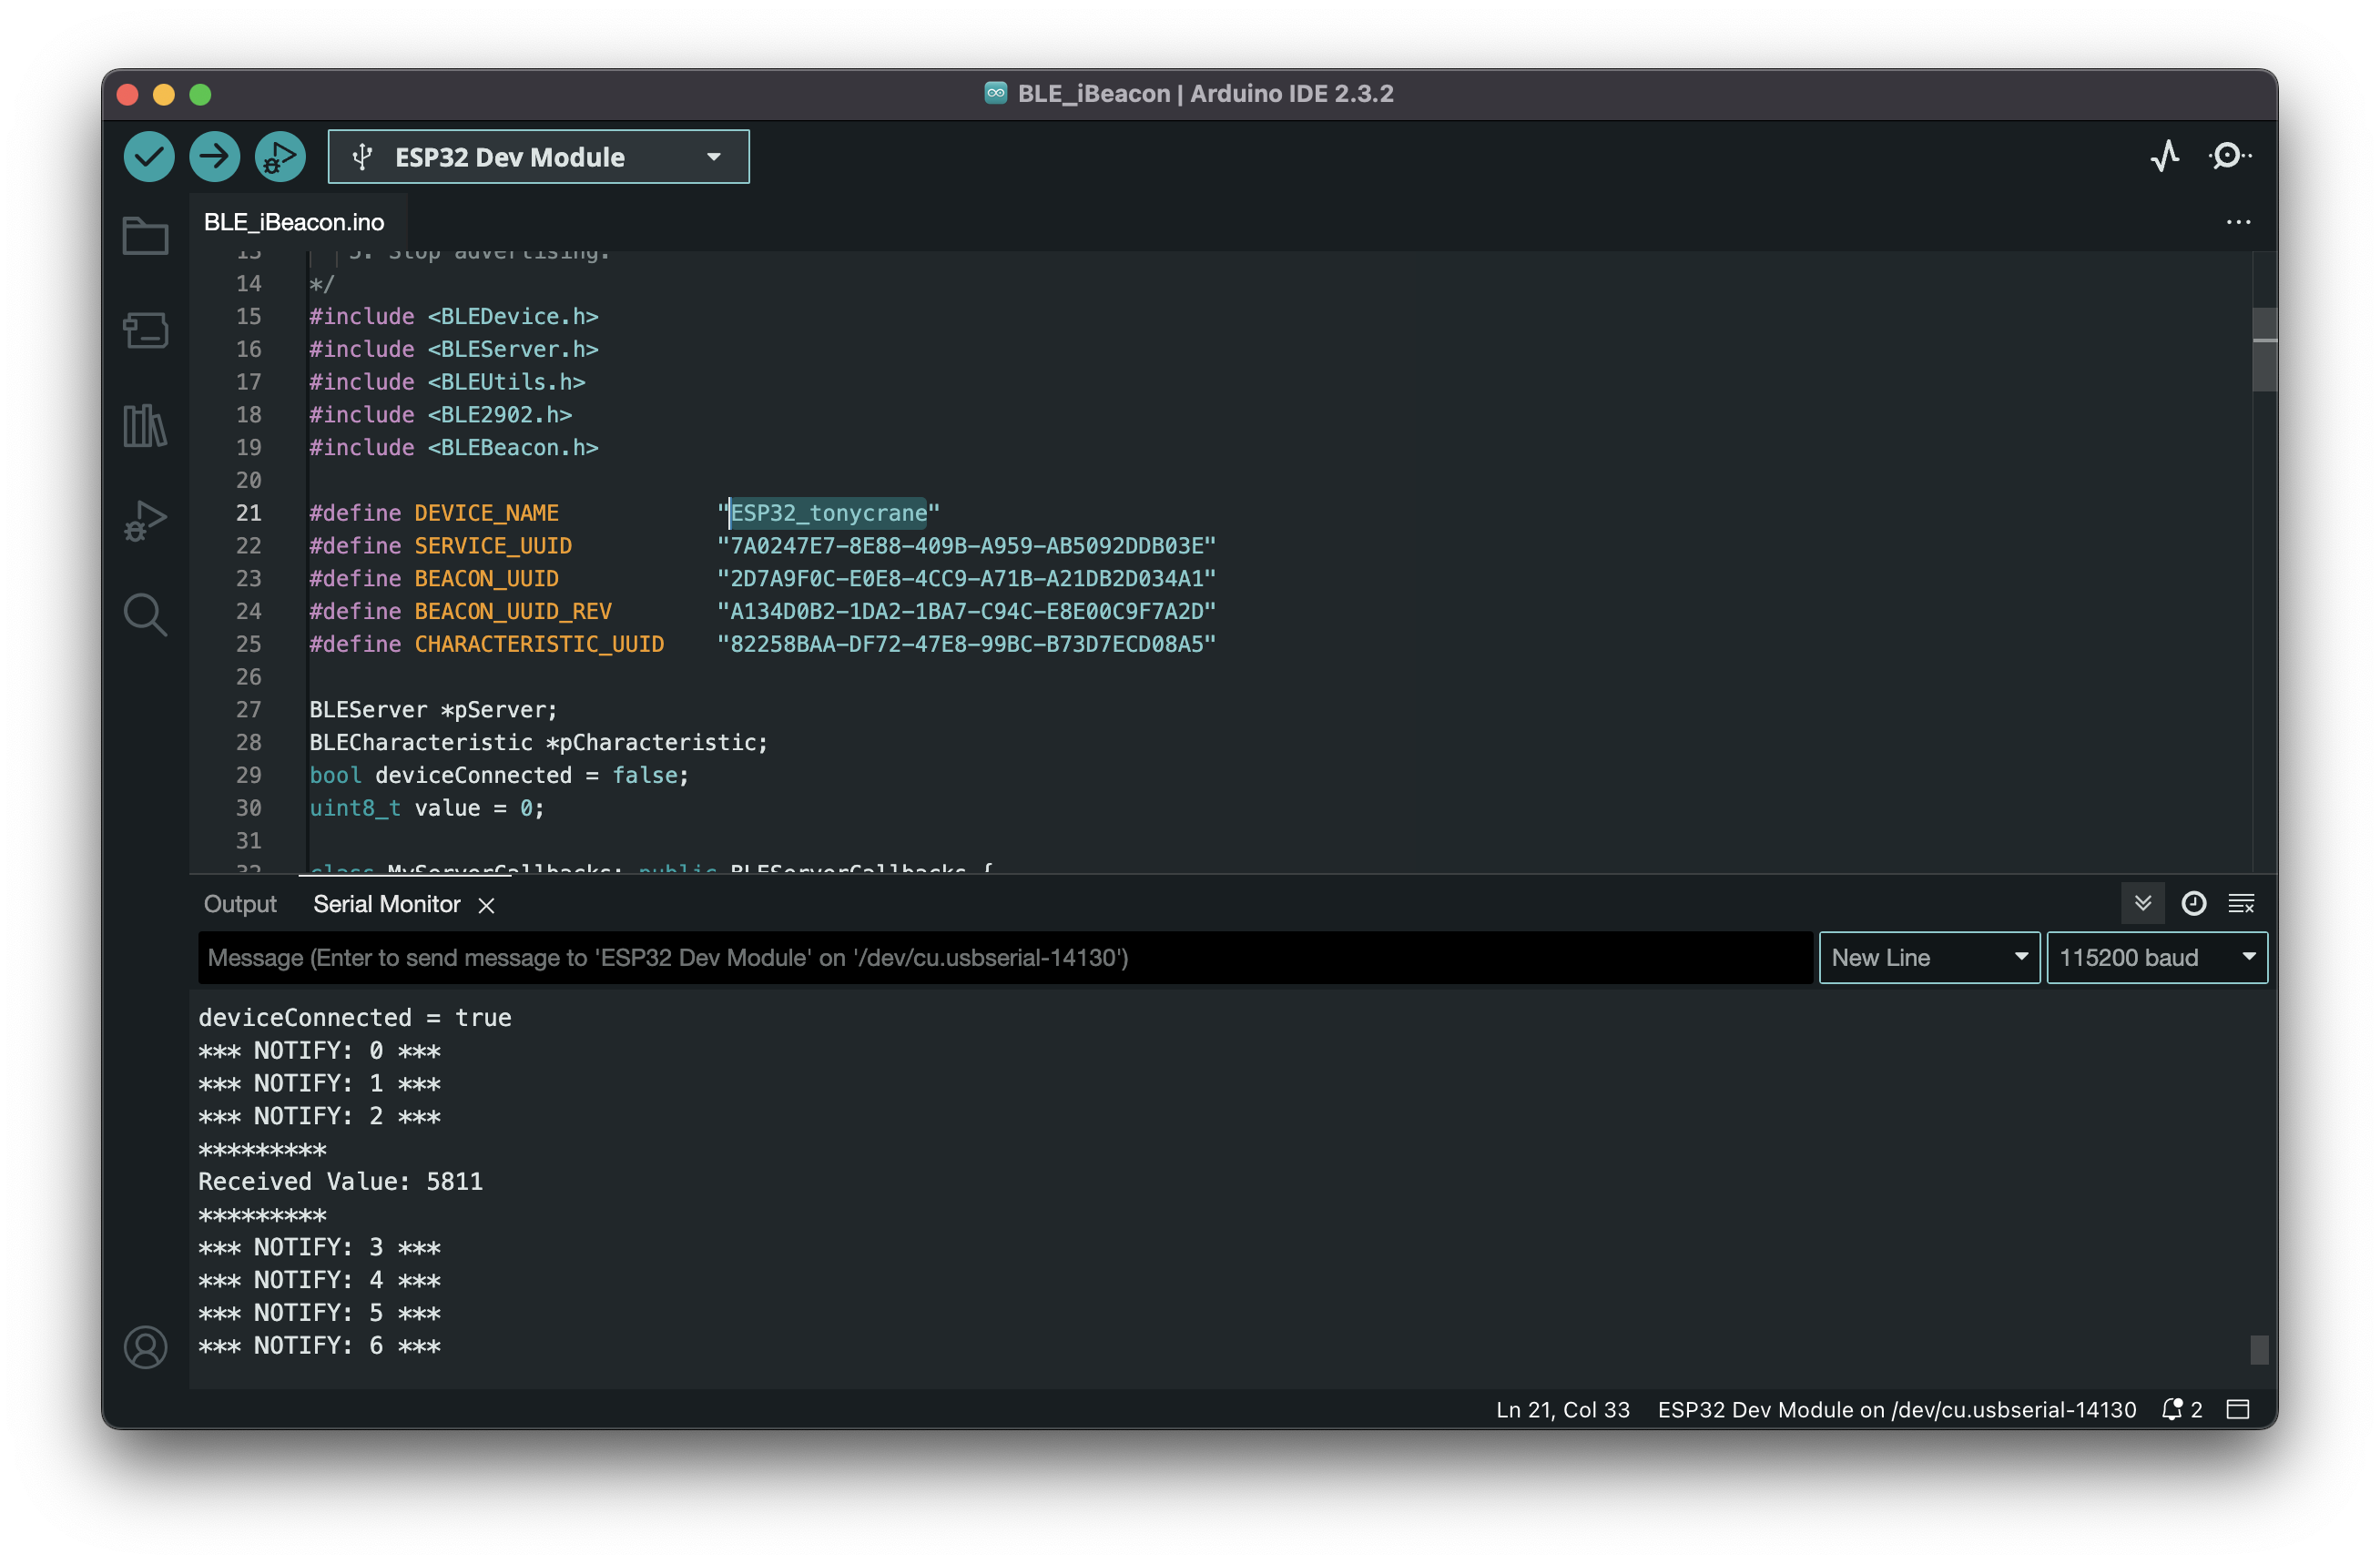 BLE_iBeacon | Arduino IDE 2.3.2
ESP32 Dev Module
BLE_iBeacon.ino
13 3. Stop advertising.
14 */
15 #include <BLEDevice.h>
16 #include <BLEServer.h>
17 #include <BLEUtils.h>
18 #include <BLE2902.h>
19 #include <BLEBeacon.h>
20
21 #define DEVICE_NAME "ESP32_tonycrane"
22 #define SERVICE_UUID "7A0247E7-8E88-409B-A959-AB5092DDB03E"
23 #define BEACON_UUID "2D7A9F0C-E0E8-4CC9-A71B-A21DB2D034A1"
24 #define BEACON_UUID_REV "A134D0B2-1DA2-1BA7-C94C-E8E00C9F7A2D"
25 #define CHARACTERISTIC_UUID "82258BAA-DF72-47E8-99BC-B73D7ECD08A5"
26
27 BLEServer *pServer;
28 BLECharacteristic *pCharacteristic;
29 bool deviceConnected = false;
30 uint8_t value = 0;
31
32 class MyServerCallbacks: public BLEServerCallbacks {
Output Serial Monitor
Message (Enter to send message to 'ESP32 Dev Module' on '/dev/cu.usbserial-14130') New Line 115200 baud
deviceConnected = true
*** NOTIFY: 0 ***
*** NOTIFY: 1 ***
*** NOTIFY: 2 ***
*********
Received Value: 5811
*********
*** NOTIFY: 3 ***
*** NOTIFY: 4 ***
*** NOTIFY: 5 ***
*** NOTIFY: 6 ***
Ln 21, Col 33 ESP32 Dev Module on /dev/cu.usbserial-14130 2